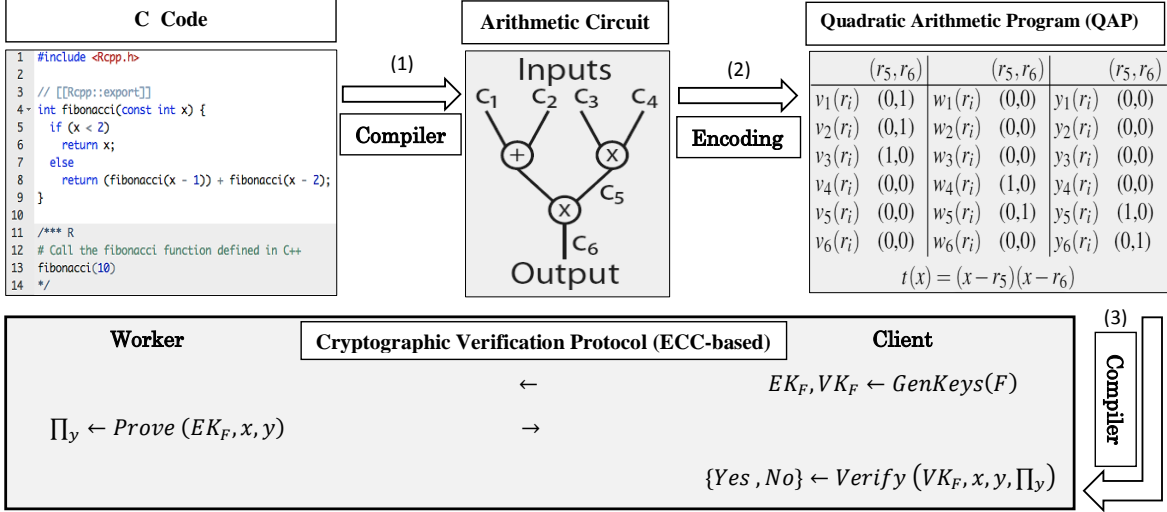 C Code
1 #include <Rcpp.h>
2
3 // [[Rcpp::export]]
4 int fibonacci(const int x) {
5 if (x < 2)
6 return x;
7 else
8 return (fibonacci(x - 1)) + fibonacci(x - 2);
9 }
10
11 /*** R
12 # Call the fibonacci function defined in C++
13 fibonacci(10)
14 */
(1)
Compiler
Arithmetic Circuit
Inputs
C1 C2 C3 C4
+ X
C5
X
C6
Output
(2)
Encoding
Quadratic Arithmetic Program (QAP)
(r₅,r₆) (r₅,r₆) (r₅,r₆)
v₁(rᵢ) (0,1) w₁(rᵢ) (0,0) y₁(rᵢ) (0,0)
v₂(rᵢ) (0,1) w₂(rᵢ) (0,0) y₂(rᵢ) (0,0)
v₃(rᵢ) (1,0) w₃(rᵢ) (0,0) y₃(rᵢ) (0,0)
v₄(rᵢ) (0,0) w₄(rᵢ) (1,0) y₄(rᵢ) (0,0)
v₅(rᵢ) (0,0) w₅(rᵢ) (0,1) y₅(rᵢ) (1,0)
v₆(rᵢ) (0,0) w₆(rᵢ) (0,0) y₆(rᵢ) (0,1)
t(x) = (x−r₅)(x−r₆)
(3)
Compiler
Worker Cryptographic Verification Protocol (ECC-based) Client
← EK_F, VK_F ← GenKeys(F)
∏_y ← Prove (EK_F, x, y) →
{Yes , No} ← Verify (VK_F, x, y, ∏_y)